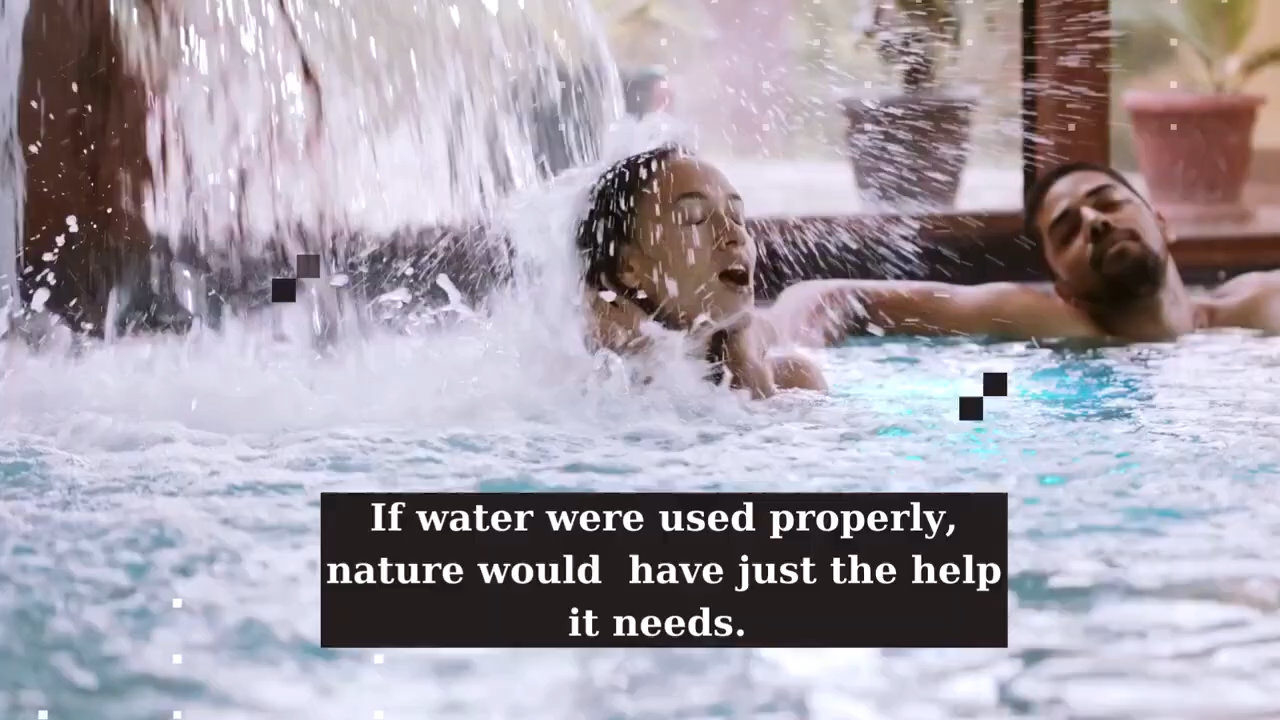 If water were used properly,
nature would  have just the help
it needs.